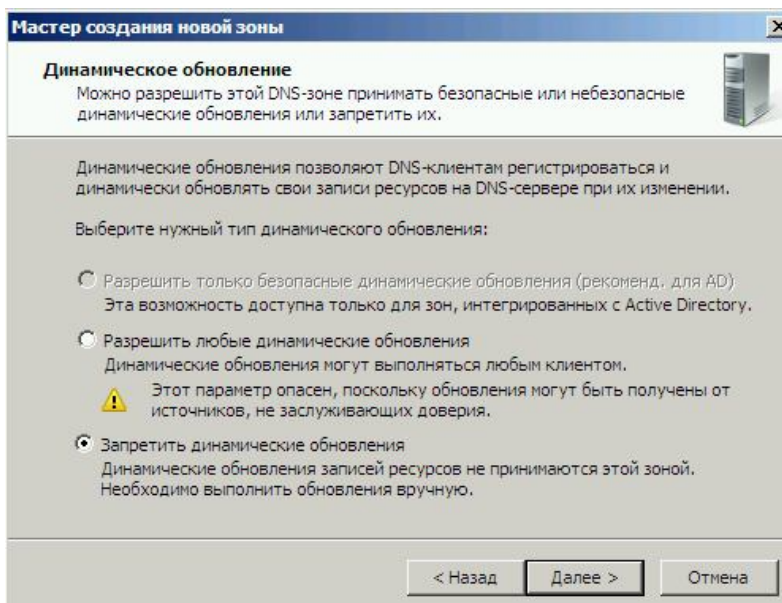 Мастер создания новой зоны
Динамическое обновление
Можно разрешить этой DNS-зоне принимать безопасные или небезопасные
динамические обновления или запретить их.
Динамические обновления позволяют DNS-клиентам регистрироваться и
динамически обновлять свои записи ресурсов на DNS-сервере при их изменении.
Выберите нужный тип динамического обновления:
Разрешить только безопасные динамические обновления (рекоменд. для AD)
Эта возможность доступна только для зон, интегрированных с Active Directory.
Разрешить любые динамические обновления
Динамические обновления могут выполняться любым клиентом.
Этот параметр опасен, поскольку обновления могут быть получены от
источников, не заслуживающих доверия.
Запретить динамические обновления
Динамические обновления записей ресурсов не принимаются этой зоной.
Необходимо выполнить обновления вручную.
< Назад Далее > Отмена